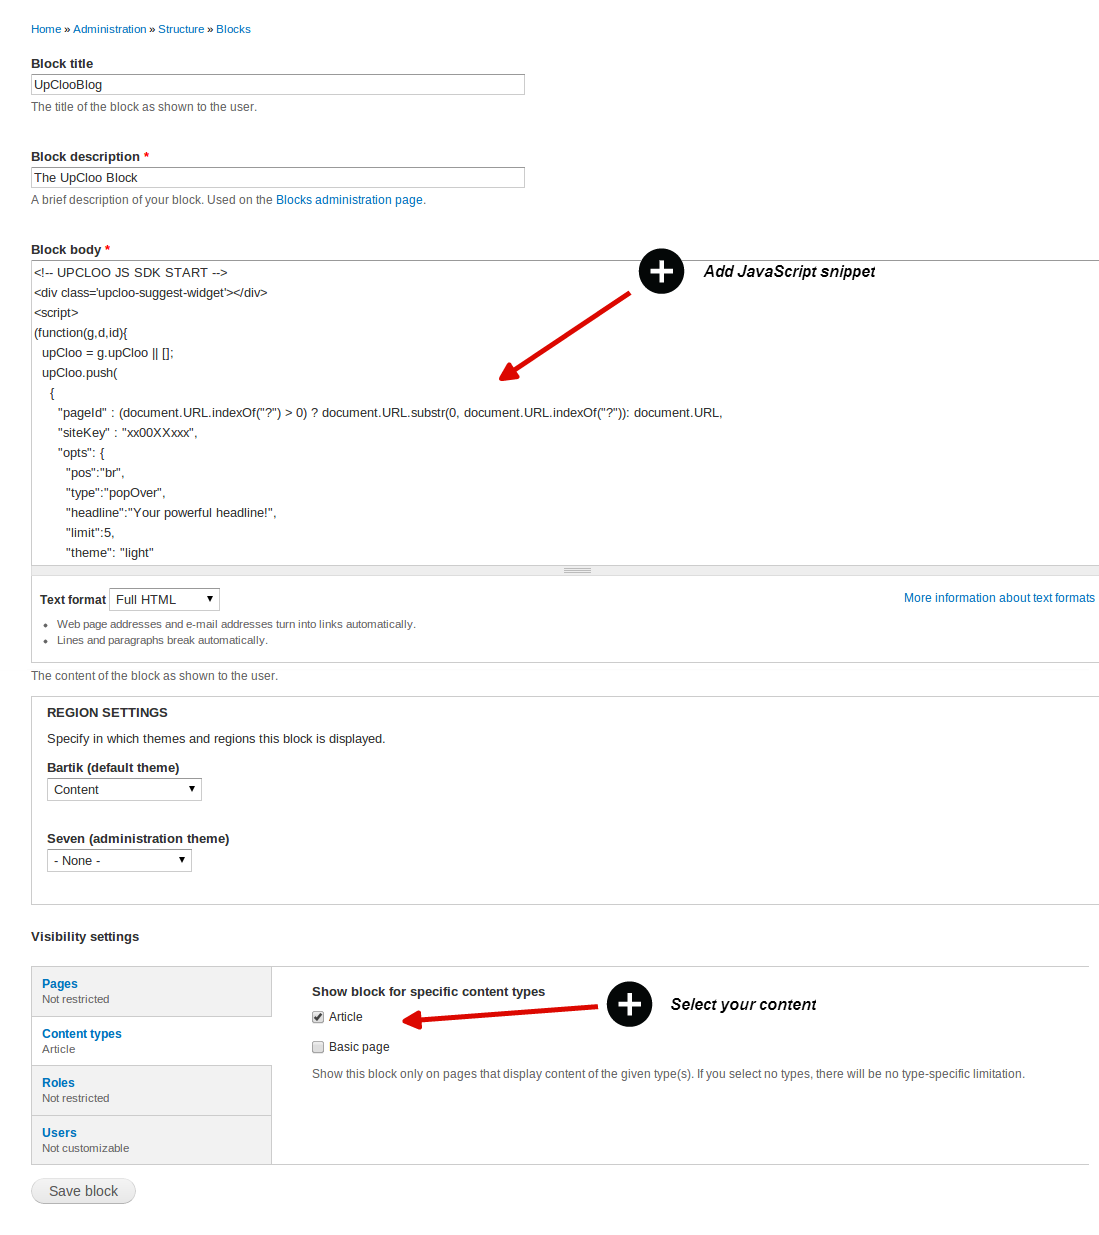 Home » Administration » Structure » Blocks
Block title
UpClooBlog
The title of the block as shown to the user.
Block description *
The UpCloo Block
A brief description of your block. Used on the Blocks administration page.
Block body *
<!-- UPCLOO JS SDK START -->
Add JavaScript snippet
<div class='upcloo-suggest-widget'></div>
<script>
(function(g,d,id){
upCloo = g.upCloo || [];
upCloo.push(
{
"pageId" : (document.URL.indexOf("?") > 0) ? document.URL.substr(0, document.URL.indexOf("?")): document.URL,
"siteKey" : "xx00XXxxx",
"opts": {
"pos":"br",
"type":"popOver",
"headline":"Your powerful headline!",
"limit":5,
"theme": "light"
Text format Full HTML
More information about text formats
Web page addresses and e-mail addresses turn into links automatically.
Lines and paragraphs break automatically.
The content of the block as shown to the user.
REGION SETTINGS
Specify in which themes and regions this block is displayed.
Bartik (default theme)
Content
Seven (administration theme)
- None -
Visibility settings
Pages
Not restricted
Content types
Article
Roles
Not restricted
Users
Not customizable
Show block for specific content types
Select your content
Article
Basic page
Show this block only on pages that display content of the given type(s). If you select no types, there will be no type-specific limitation.
Save block